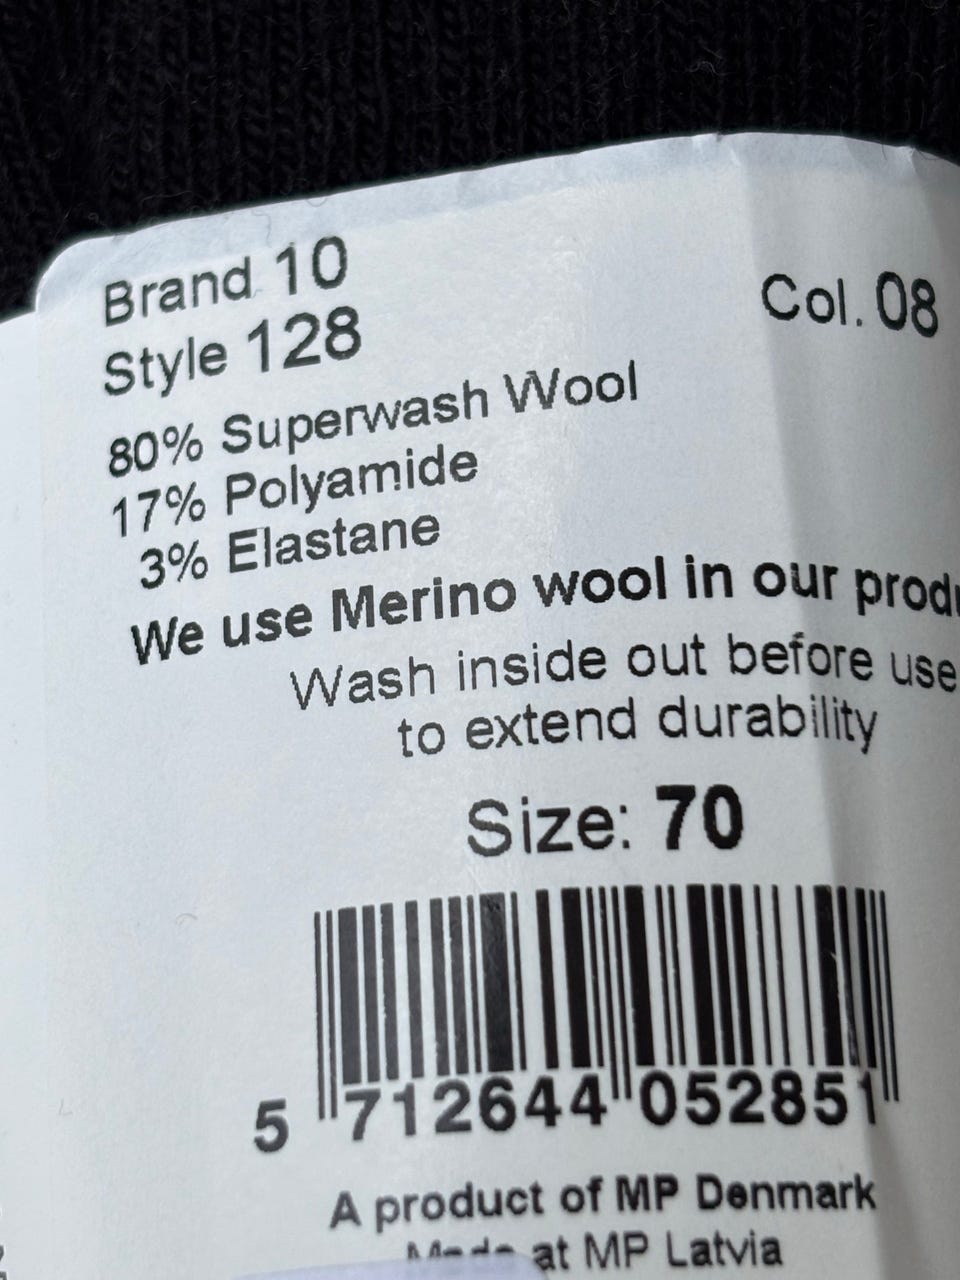 Brand 10
Col. 08
Style 128
80% Superwash Wool
17% Polyamide
3% Elastane
We use Merino wool in our
Wash inside out before use
to extend durability
Size: 70
5 712644 052851
A product of MP Denmark
at MP Latvia